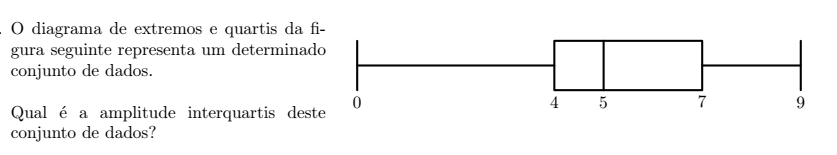 . O diagrama de extremos e quartis da fi-
gura seguinte representa um determinado
conjunto de dados.
Qual é a amplitude interquartis deste
conjunto de dados?
0 4 5 7 9